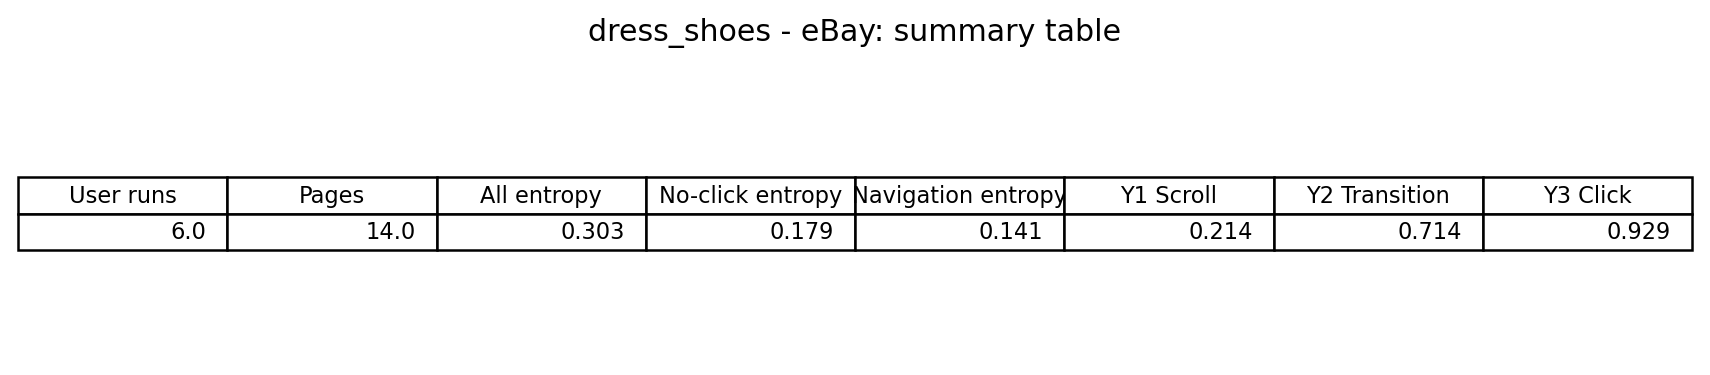 dress_shoes - eBay: summary table
User runs Pages All entropy No-click entropy Navigation entropy Y1 Scroll Y2 Transition Y3 Click
6.0 14.0 0.303 0.179 0.141 0.214 0.714 0.929